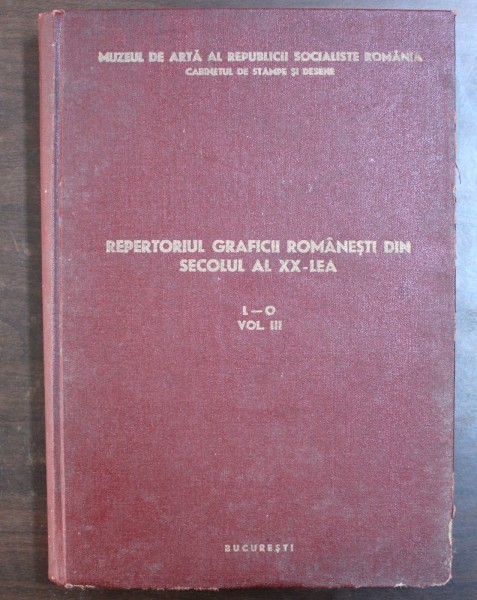 MUZEUL DE ARTĂ AL REPUBLICII SOCIALISTE ROMÂNIA
CABINETUL DE STAMPE ȘI DESENE
REPERTORIUL GRAFICII ROMÂNEȘTI DIN
SECOLUL AL XX-LEA
L—O
VOL. III
BUCUREȘTI